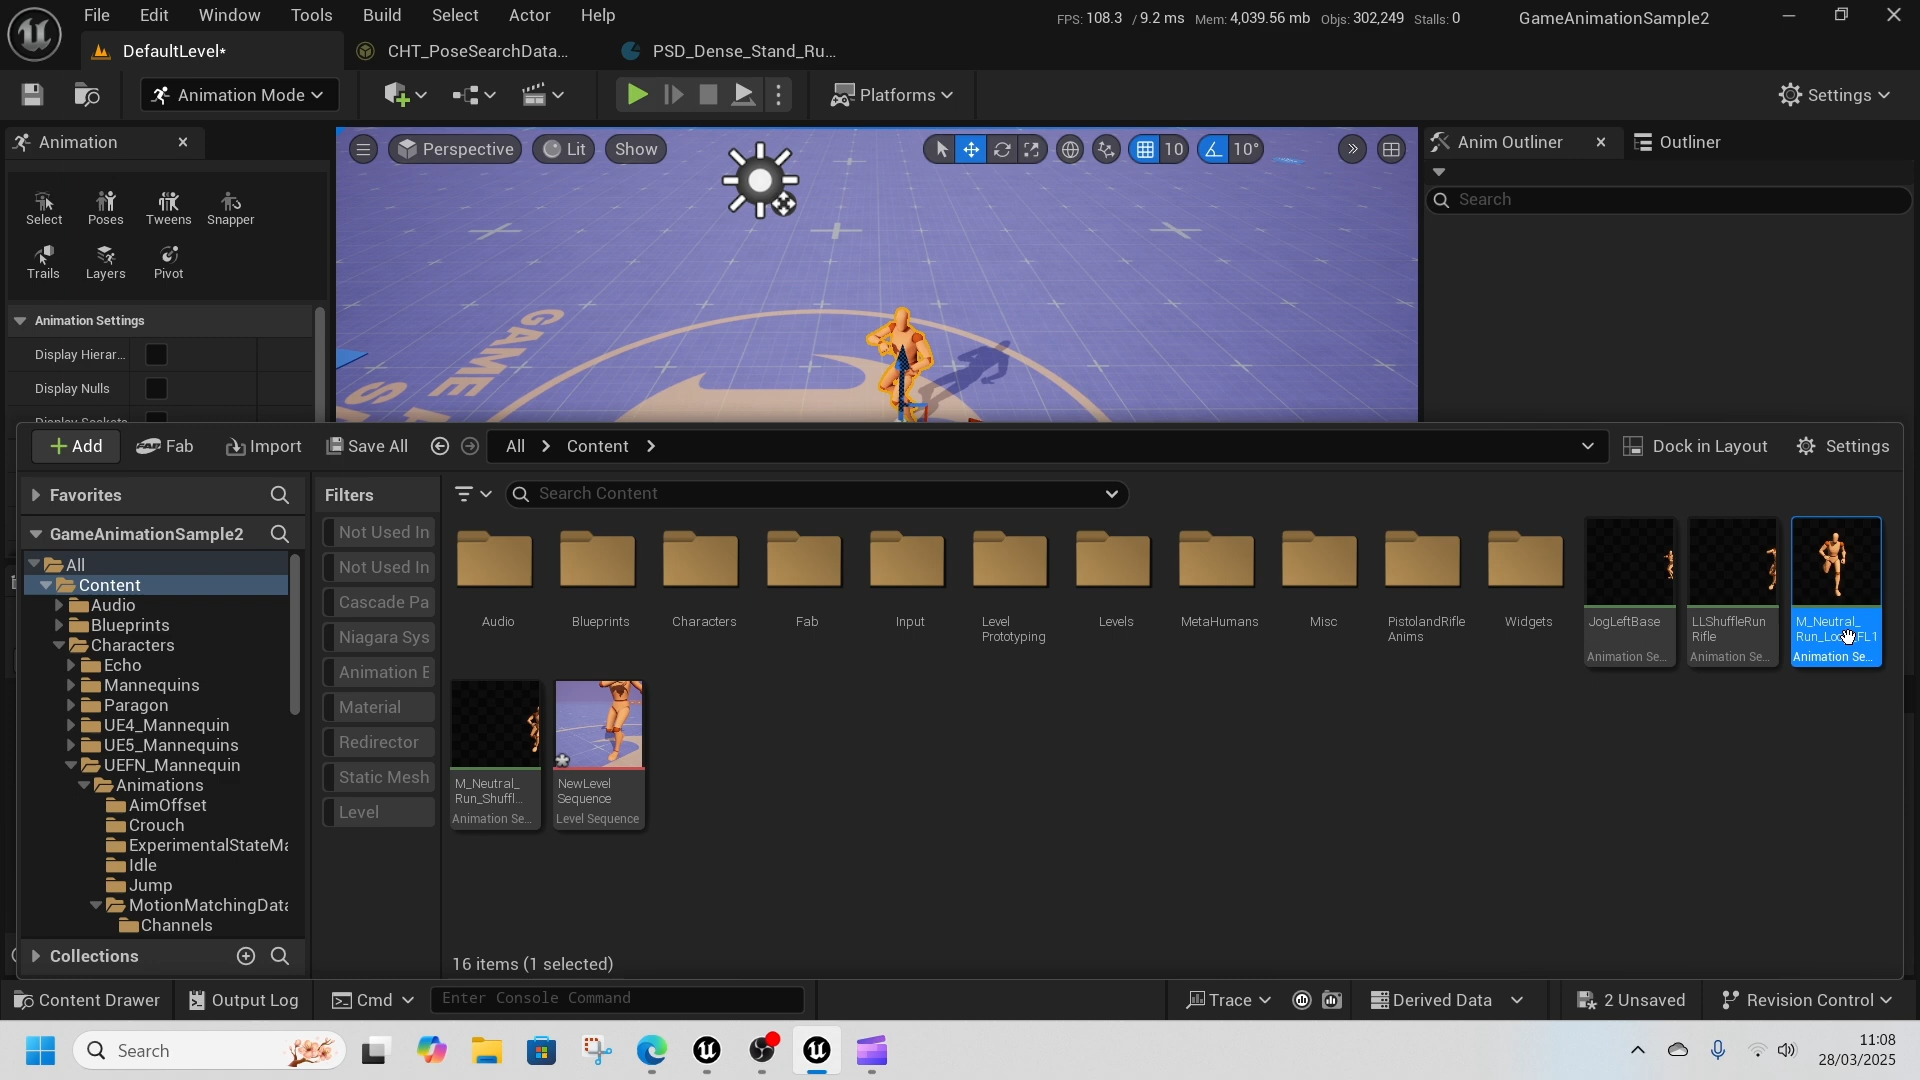 File Edit Window Tools Build Select Actor Help
FPS: 108.3 / 9.2 ms Mem: 4,039.56 mb Objs: 302,249 Stalls: 0
GameAnimationSample2
DefaultLevel*
CHT_PoseSearchData...
PSD_Dense_Stand_Ru...
Animation Mode
Platforms
Settings
Animation
Perspective
Lit
Show
10
10°
Anim Outliner
Outliner
Search
Select Poses Tweens Snapper
Trails Layers Pivot
Animation Settings
Display Hierar...
Display Nulls
Display Sockets
GAME
Add
Fab
Import
Save All
All
Content
Dock in Layout
Settings
Favorites
GameAnimationSample2
All
Content
Audio
Blueprints
Characters
Echo
Mannequins
Paragon
UE4_Mannequin
UE5_Mannequins
UEFN_Mannequin
Animations
AimOffset
Crouch
ExperimentalStateMa
Idle
Jump
MotionMatchingData
Channels
Collections
Filters
Not Used In
Not Used In
Cascade Pa
Niagara Sys
Animation B
Material
Redirector
Static Mesh
Level
Search Content
Audio
Blueprints
Characters
Fab
Input
Level
Prototyping
Levels
MetaHumans
Misc
PistolandRifle
Anims
Widgets
JogLeftBase
Animation Se...
LLShuffleRun
Rifle
Animation Se...
M_Neutral_
Animation Se...
M_Neutral_
Run_Shuffl...
Animation Se...
NewLevel
Sequence
Level Sequence
16 items (1 selected)
Content Drawer
Output Log
Cmd
Enter Console Command
Trace
Derived Data
2 Unsaved
Revision Control
Search
11:08
28/03/2025